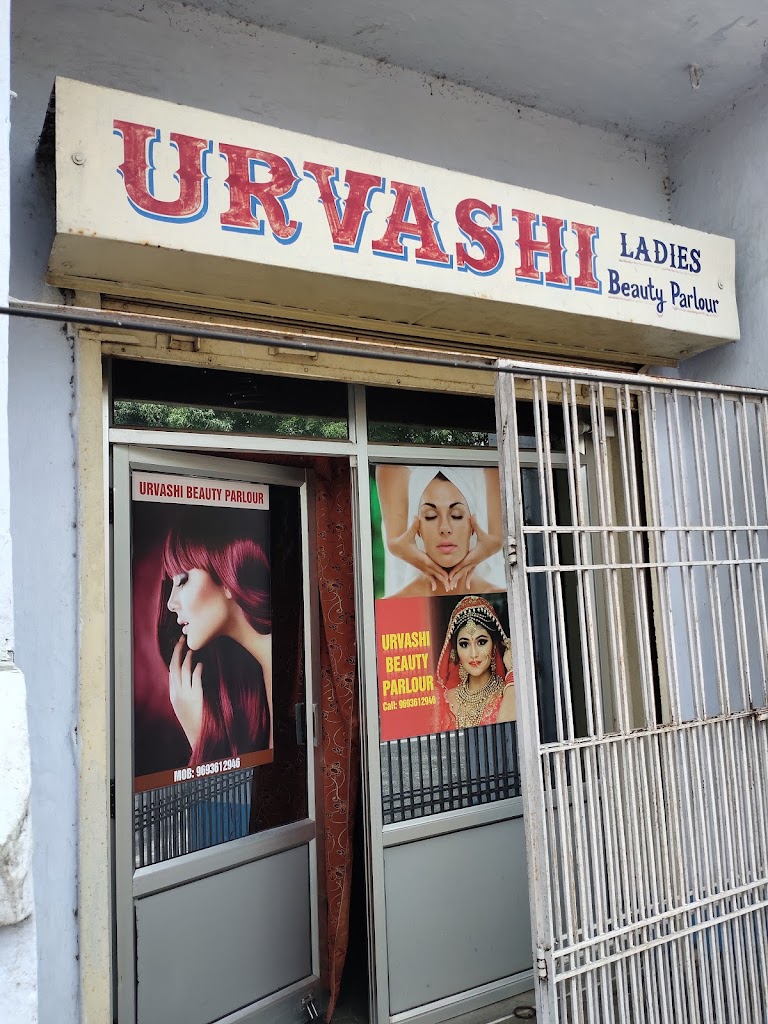 URVASHI
LADIES
Beauty Parlour
URVASHI BEAUTY PARLOUR
MOB: 9693612946
URVASHI
BEAUTY
PARLOUR
Call: 9693612946